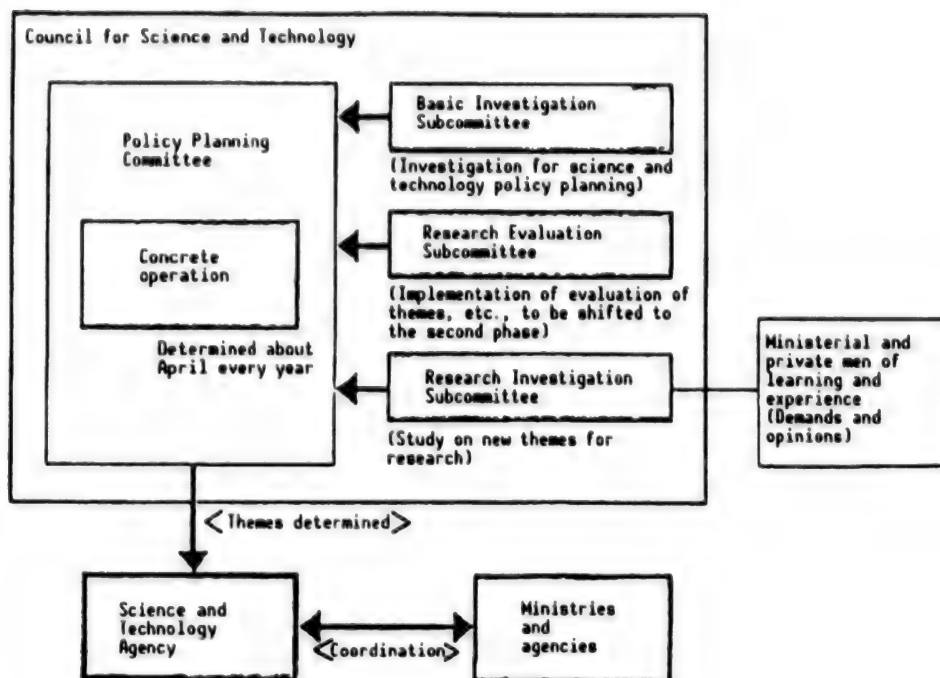 Council for Science and Technology
Policy Planning
Committee
Concrete
operation
Determined about
April every year
Basic Investigation
Subcommittee
(Investigation for science and
technology policy planning)
Research Evaluation
Subcommittee
(Implementation of evaluation of
themes, etc., to be shifted to
the second phase)
Research Investigation
Subcommittee
(Study on new themes for
research)
Ministerial and
private men of
learning and
experience
(Demands and
opinions)
<Themes determined>
Science and
Technology
Agency
<Coordination>
Ministries
and
agencies